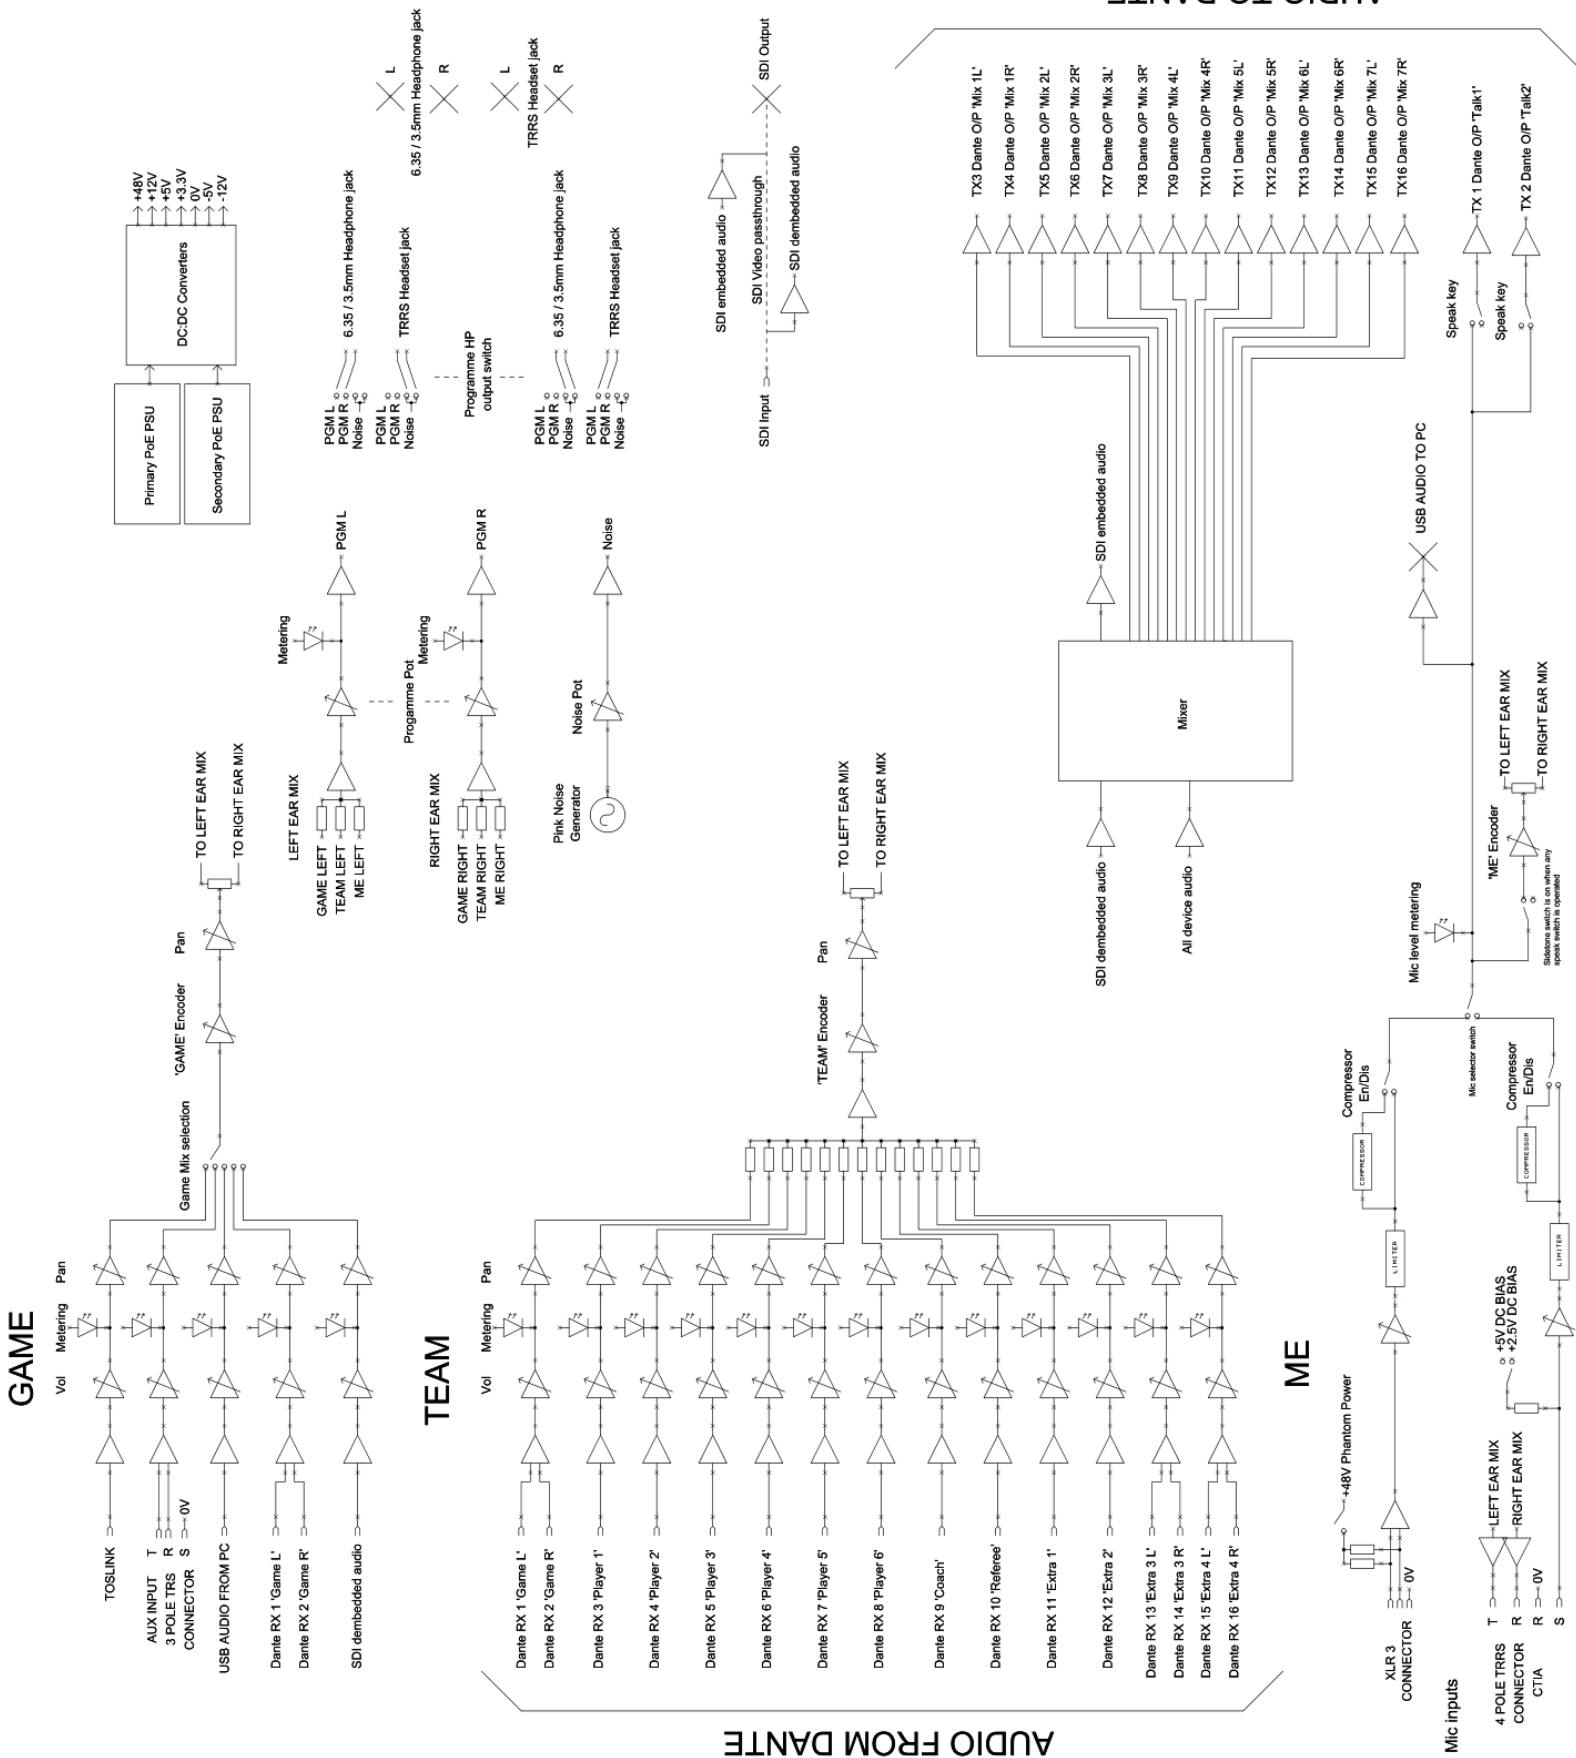 AUDIO TO DANTE
GAME
Vol
Metering
Pan
Game Mix selection
'GAME' Encoder
Pan
TO LEFT EAR MIX
TO RIGHT EAR MIX
TOSLINK
AUX INPUT T
3 POLE TRS R
CONNECTOR S
0V
USB AUDIO FROM PC
Dante RX 1 'Game L'
Dante RX 2 'Game R'
SDI dembedded audio
Primary PoE PSU
Secondary PoE PSU
DC:DC Converters
+48V
+12V
+5V
+3.3V
0V
-5V
-12V
LEFT EAR MIX
GAME LEFT
TEAM LEFT
ME LEFT
Metering
PGM L
Progamme Pot
RIGHT EAR MIX
GAME RIGHT
TEAM RIGHT
ME RIGHT
Metering
PGM R
Pink Noise
Generator
Noise Pot
Noise
PGM L
PGM R
Noise
6.35 / 3.5mm Headphone jack
PGM L
PGM R
Noise
TRRS Headset jack
Programme HP
output switch
PGM L
PGM R
Noise
6.35 / 3.5mm Headphone jack
PGM L
PGM R
Noise
TRRS Headset jack
L
6.35 / 3.5mm Headphone jack
R
L
TRRS Headset jack
R
SDI embedded audio
SDI Input
SDI Video passthrough
SDI Output
SDI dembedded audio
TEAM
Vol
Metering
Pan
'TEAM' Encoder
Pan
TO LEFT EAR MIX
TO RIGHT EAR MIX
Dante RX 1 'Game L'
Dante RX 2 'Game R'
Dante RX 3 'Player 1'
Dante RX 4 'Player 2'
Dante RX 5 'Player 3'
Dante RX 6 'Player 4'
Dante RX 7 'Player 5'
Dante RX 8 'Player 6'
Dante RX 9 'Coach'
Dante RX 10 'Referee'
Dante RX 11 'Extra 1'
Dante RX 12 'Extra 2'
Dante RX 13 'Extra 3 L'
Dante RX 14 'Extra 3 R'
Dante RX 15 'Extra 4 L'
Dante RX 16 'Extra 4 R'
AUDIO FROM DANTE
SDI dembedded audio
All device audio
Mixer
SDI embedded audio
TX3 Dante O/P 'Mix 1L'
TX4 Dante O/P 'Mix 1R'
TX5 Dante O/P 'Mix 2L'
TX6 Dante O/P 'Mix 2R'
TX7 Dante O/P 'Mix 3L'
TX8 Dante O/P 'Mix 3R'
TX9 Dante O/P 'Mix 4L'
TX10 Dante O/P 'Mix 4R'
TX11 Dante O/P 'Mix 5L'
TX12 Dante O/P 'Mix 5R'
TX13 Dante O/P 'Mix 6L'
TX14 Dante O/P 'Mix 6R'
TX15 Dante O/P 'Mix 7L'
TX16 Dante O/P 'Mix 7R'
ME
XLR 3
CONNECTOR
0V
+48V Phantom Power
LIMITER
COMPRESSOR
Compressor
En/Dis
Mic selector switch
Mic level metering
Sidetone switch is on when any
speak switch is operated
'ME' Encoder
TO LEFT EAR MIX
TO RIGHT EAR MIX
USB AUDIO TO PC
Speak key
TX 1 Dante O/P 'Talk1'
Speak key
TX 2 Dante O/P 'Talk2'
Mic inputs
4 POLE TRRS T
CONNECTOR R
CTIA R
S
LEFT EAR MIX
RIGHT EAR MIX
0V
+5V DC BIAS
+2.5V DC BIAS
LIMITER
COMPRESSOR
Compressor
En/Dis